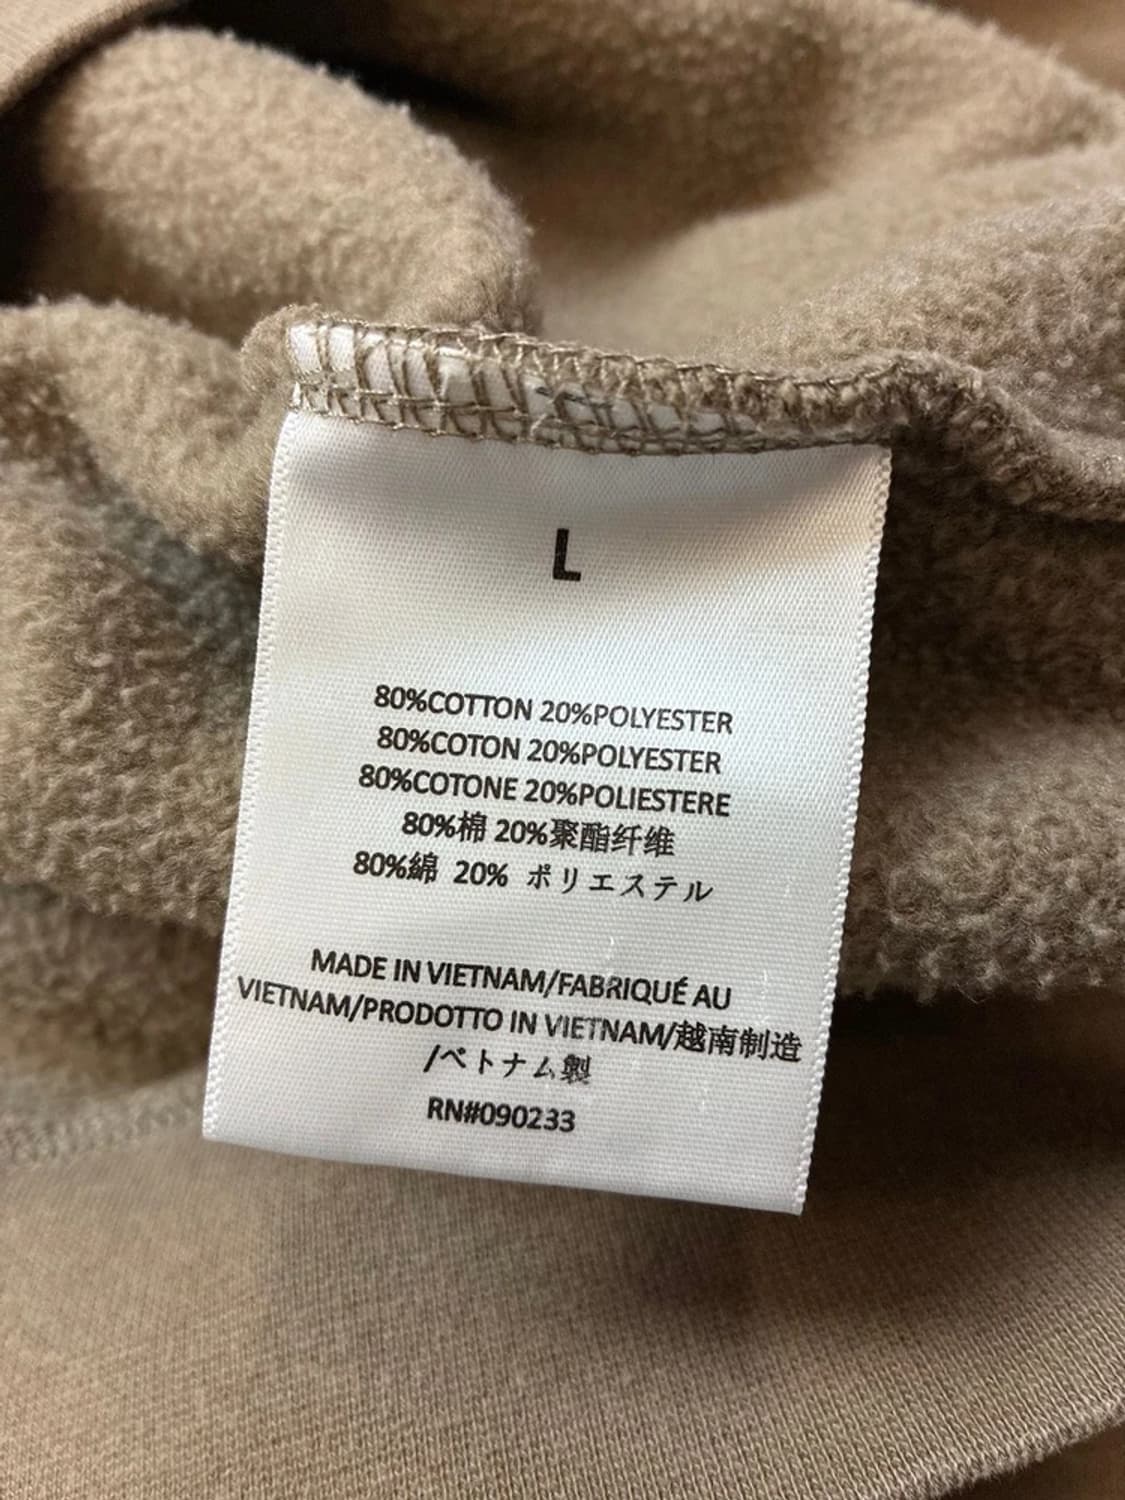 L
80%COTTON 20%POLYESTER
80%COTON 20%POLYESTER
80%COTONE 20%POLIESTERE
80%棉 20%聚酯纤维
80%綿 20% ポリエステル
MADE IN VIETNAM/FABRIQUÉ AU
VIETNAM/PRODOTTO IN VIETNAM/越南制造
/ベトナム製
RN#090233